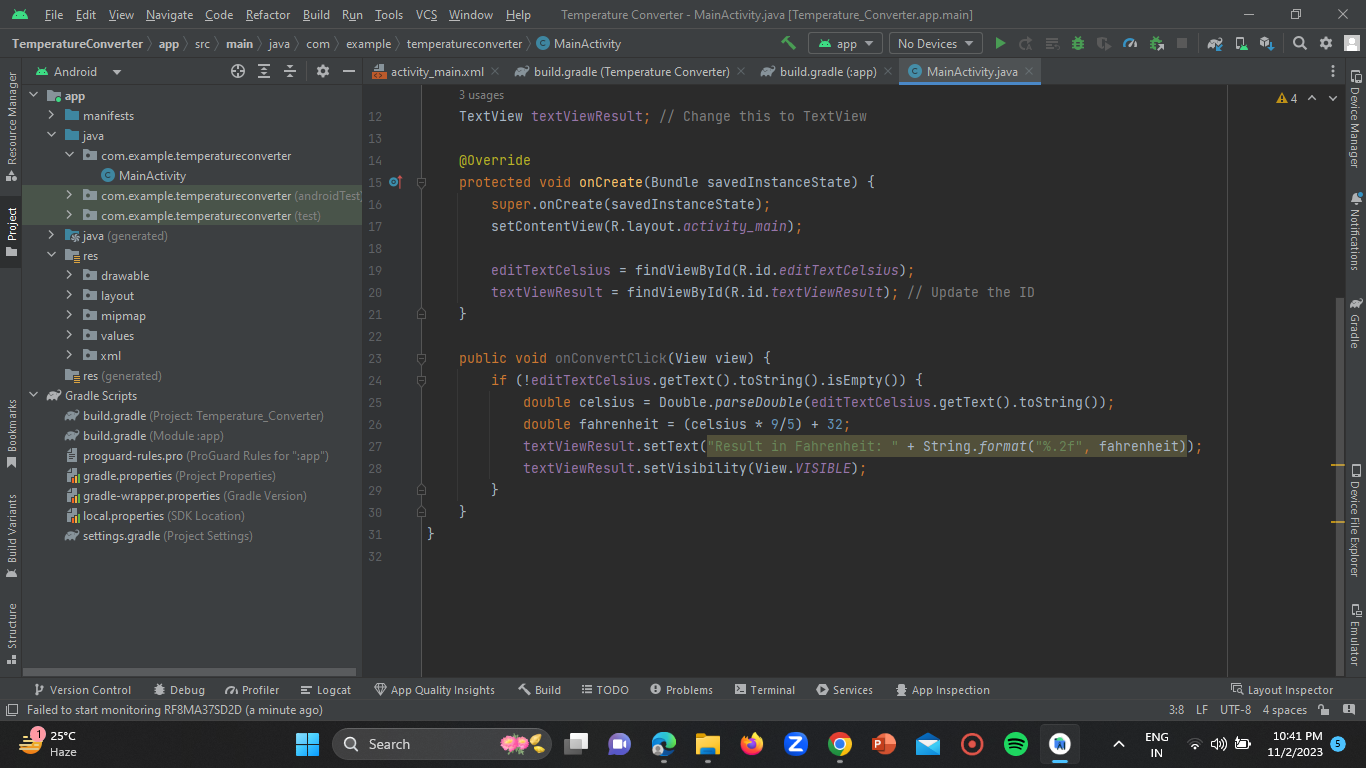 File Edit View Navigate Code Refactor Build Run Tools VCS Window Help Temperature Converter - MainActivity.java [Temperature_Converter.app.main]
TemperatureConverter app src main java com example temperatureconverter MainActivity app No Devices
Android activity_main.xml build.gradle (Temperature Converter) build.gradle (:app) MainActivity.java
Resource Manager
Project
Bookmarks
Build Variants
Structure
app
manifests
java
com.example.temperatureconverter
MainActivity
com.example.temperatureconverter (androidTest
com.example.temperatureconverter (test)
java (generated)
res
drawable
layout
mipmap
values
xml
res (generated)
Gradle Scripts
build.gradle (Project: Temperature_Converter)
build.gradle (Module :app)
proguard-rules.pro (ProGuard Rules for ":app")
gradle.properties (Project Properties)
gradle-wrapper.properties (Gradle Version)
local.properties (SDK Location)
settings.gradle (Project Settings)
3 usages
4
12 TextView textViewResult; // Change this to TextView
13
14 @Override
15 protected void onCreate(Bundle savedInstanceState) {
16 super.onCreate(savedInstanceState);
17 setContentView(R.layout.activity_main);
18
19 editTextCelsius = findViewById(R.id.editTextCelsius);
20 textViewResult = findViewById(R.id.textViewResult); // Update the ID
21 }
22
23 public void onConvertClick(View view) {
24 if (!editTextCelsius.getText().toString().isEmpty()) {
25 double celsius = Double.parseDouble(editTextCelsius.getText().toString());
26 double fahrenheit = (celsius * 9/5) + 32;
27 textViewResult.setText("Result in Fahrenheit: " + String.format("%.2f", fahrenheit));
28 textViewResult.setVisibility(View.VISIBLE);
29 }
30 }
31 }
32
Device Manager
Notifications
Gradle
Device File Explorer
Emulator
Version Control Debug Profiler Logcat App Quality Insights Build TODO Problems Terminal Services App Inspection Layout Inspector
Failed to start monitoring RF8MA37SD2D (a minute ago) 3:8 LF UTF-8 4 spaces
1 25°C
Haze
Search
ENG
IN
10:41 PM
11/2/2023
5